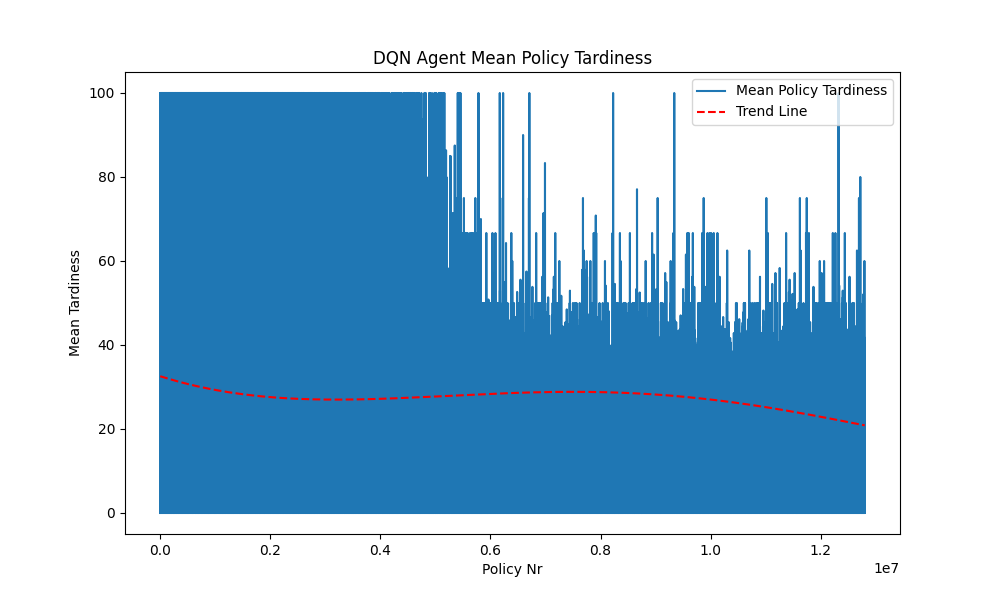 DQN Agent Mean Policy Tardiness
Mean Policy Tardiness
Trend Line
100
80
60
40
20
0
Mean Tardiness
0.0 0.2 0.4 0.6 0.8 1.0 1.2
1e7
Policy Nr